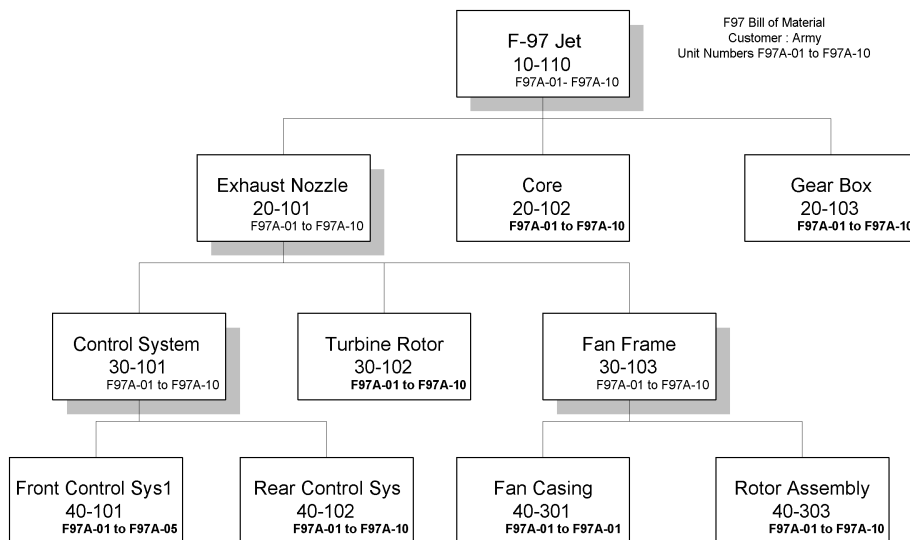 F97 Bill of Material
Customer : Army
Unit Numbers F97A-01 to F97A-10
F-97 Jet
10-110
F97A-01- F97A-10
Exhaust Nozzle
20-101
F97A-01 to F97A-10
Core
20-102
F97A-01 to F97A-10
Gear Box
20-103
F97A-01 to F97A-10
Control System
30-101
F97A-01 to F97A-10
Turbine Rotor
30-102
F97A-01 to F97A-10
Fan Frame
30-103
F97A-01 to F97A-10
Front Control Sys1
40-101
F97A-01 to F97A-05
Rear Control Sys
40-102
F97A-01 to F97A-10
Fan Casing
40-301
F97A-01 to F97A-01
Rotor Assembly
40-303
F97A-01 to F97A-10